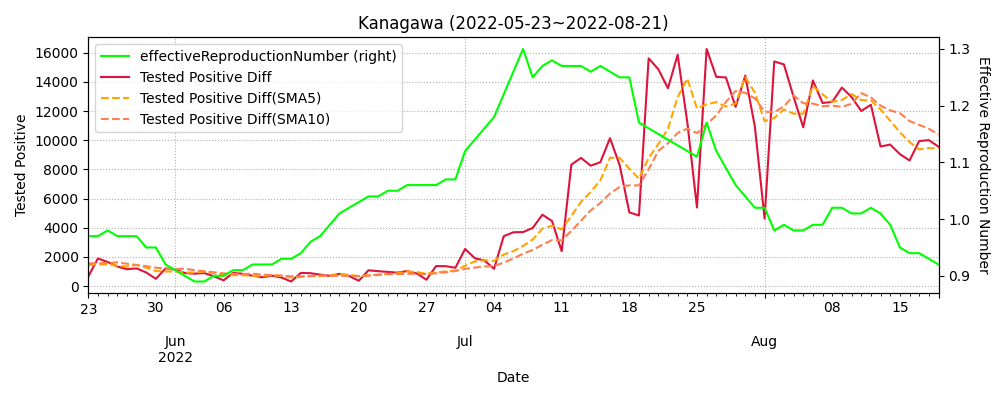 Kanagawa (2022-05-23~2022-08-21)
effectiveReproductionNumber (right)
Tested Positive Diff
Tested Positive Diff(SMA5)
Tested Positive Diff(SMA10)
Tested Positive
16000
14000
12000
10000
8000
6000
4000
2000
0
1.3
1.2
1.1
1.0
0.9
Effective Reproduction Number
23 30 06 13 20 27 04 11 18 25 08 15
Jun Jul Aug
2022
Date